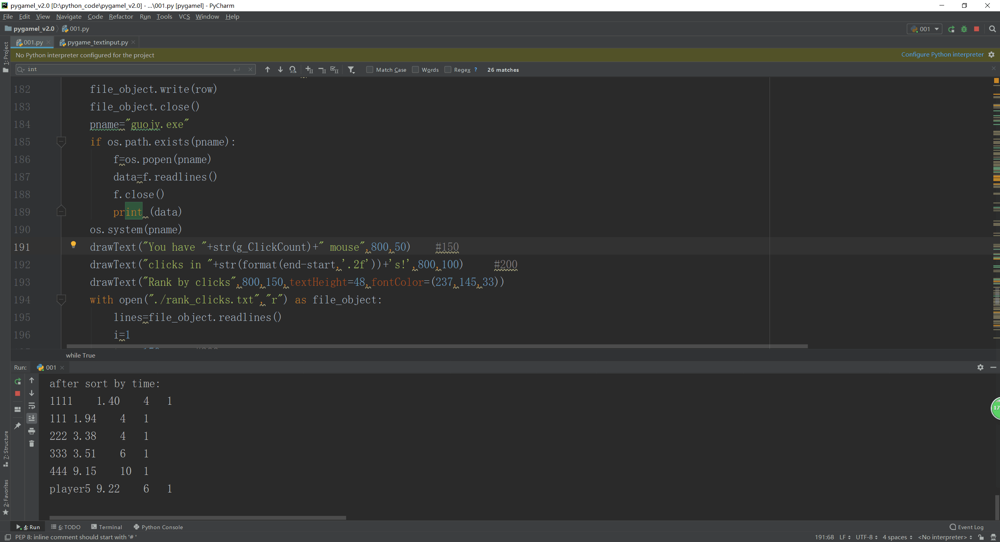 pygamel_v2.0 [D:\python_code\pygamel_v2.0] - ...\001.py [pygamel] - PyCharm
File Edit View Navigate Code Refactor Run Tools VCS Window Help
pygamel_v2.0 001.py
001
001.py pygame_textinput.py
No Python interpreter configured for the project
Configure Python interpreter
int
Match Case Words Regex ? 26 matches
1: Project
182 file_object.write(row)
183 file_object.close()
184 pname="guojy.exe"
185 if os.path.exists(pname):
186 f=os.popen(pname)
187 data=f.readlines()
188 f.close()
189 print (data)
190 os.system(pname)
191 drawText("You have "+str(g_ClickCount)+" mouse",800,50) #150
192 drawText("clicks in "+str(format(end-start,'.2f'))+'s!',800,100) #200
193 drawText("Rank by clicks",800,150,textHeight=48,fontColor=(237,145,33))
194 with open("./rank_clicks.txt","r") as file_object:
195 lines=file_object.readlines()
196 i=1
while True
Run: 001
after sort by time:
1111 1.40 4 1
111 1.94 4 1
222 3.38 4 1
333 3.51 6 1
444 9.15 10 1
player5 9.22 6 1
17
7: Structure
2: Favorites
4: Run 6: TODO Terminal Python Console
Event Log
PEP 8: inline comment should start with '# '
191:68 LF UTF-8 4 spaces <No interpreter>